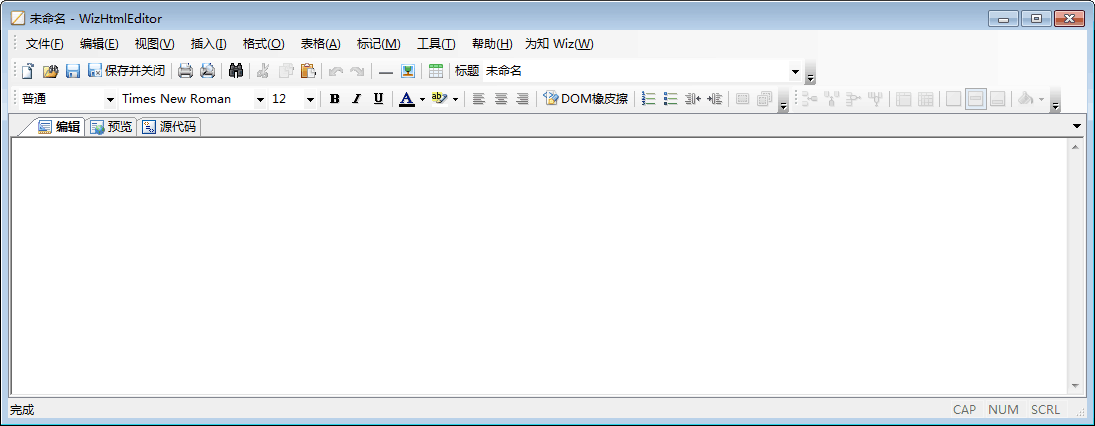 未命名 - WizHtmlEditor
文件(F) 编辑(E) 视图(V) 插入(I) 格式(O) 表格(A) 标记(M) 工具(T) 帮助(H) 为知 Wiz(W)
保存并关闭 标题 未命名
普通 Times New Roman 12 B I U A ab DOM橡皮擦
编辑 预览 源代码
完成 CAP NUM SCRL